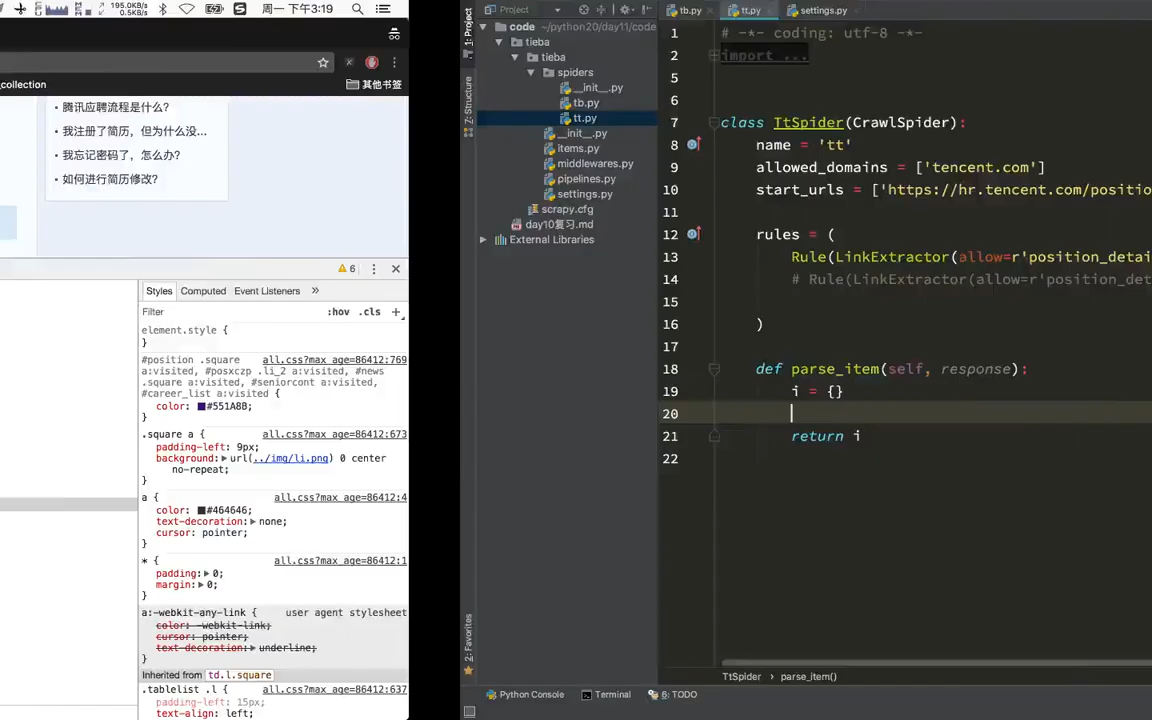 195.0KB/s
0.5KB/s
周一下午3:19
_collection
其他书签
• 腾讯应聘流程是什么?
• 我注册了简历，但为什么没...
• 我忘记密码了，怎么办?
• 如何进行简历修改?
6
Styles Computed Event Listeners »
Filter :hov .cls +
element.style {
}
#position .square all.css?max_age=86412:769
a:visited, #posxczp .li_2 a:visited, #news
.square a:visited, #seniorcont a:visited,
#career_list a:visited {
color: #551A8B;
}
.square a { all.css?max_age=86412:673
padding-left: 9px;
background: url(../img/li.png) 0 center
no-repeat;
}
a { all.css?max_age=86412:4
color: #464646;
text-decoration: none;
cursor: pointer;
}
* { all.css?max_age=86412:1
padding: 0;
margin: 0;
}
a:-webkit-any-link { user agent stylesheet
color: -webkit-link;
cursor: pointer;
text-decoration: underline;
}
Inherited from td.l.square
.tablelist .l { all.css?max_age=86412:637
padding-left: 15px;
text-align: left;
1: Project
Z: Structure
2: Favorites
Project
code ~/python20/day11/code
tieba
tieba
spiders
__init__.py
tb.py
tt.py
__init__.py
items.py
middlewares.py
pipelines.py
settings.py
scrapy.cfg
day10复习.md
External Libraries
tb.py tt.py settings.py
1 # -*- coding: utf-8 -*-
2 import ...
5
6
7 class TtSpider(CrawlSpider):
8 name = 'tt'
9 allowed_domains = ['tencent.com']
10 start_urls = ['https://hr.tencent.com/positio
11
12 rules = (
13 Rule(LinkExtractor(allow=r'position_detai
14 # Rule(LinkExtractor(allow=r'position_det
15
16 )
17
18 def parse_item(self, response):
19 i = {}
20
21 return i
22
TtSpider › parse_item()
Python Console Terminal 6: TODO